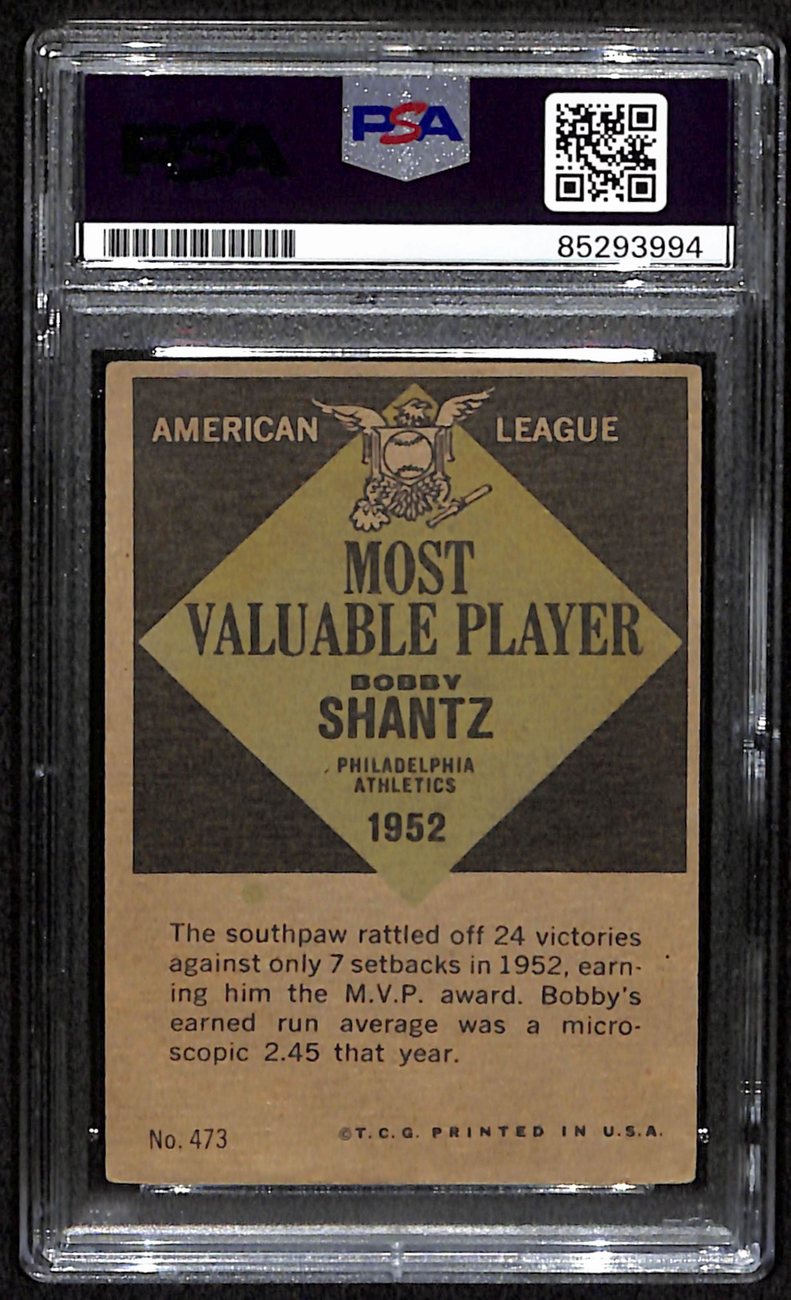 PSA
PSA
85293994
AMERICAN LEAGUE
MOST
VALUABLE PLAYER
BOBBY
SHANTZ
PHILADELPHIA
ATHLETICS
1952
The southpaw rattled off 24 victories
against only 7 setbacks in 1952, earn-
ing him the M.V.P. award. Bobby's
earned run average was a micro-
scopic 2.45 that year.
No. 473
©T.C.G. PRINTED IN U.S.A.